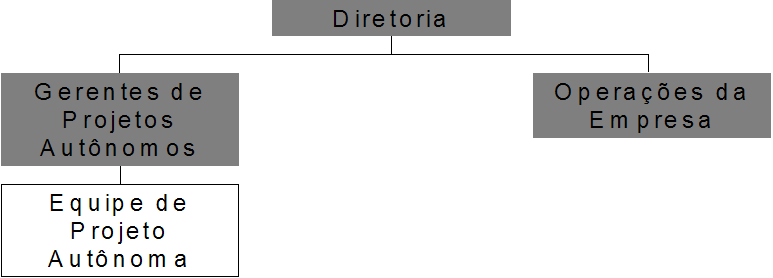 Diretoria
Gerentes de
Projetos
Autônomos
Operações da
Empresa
Equipe de
Projeto
Autônoma